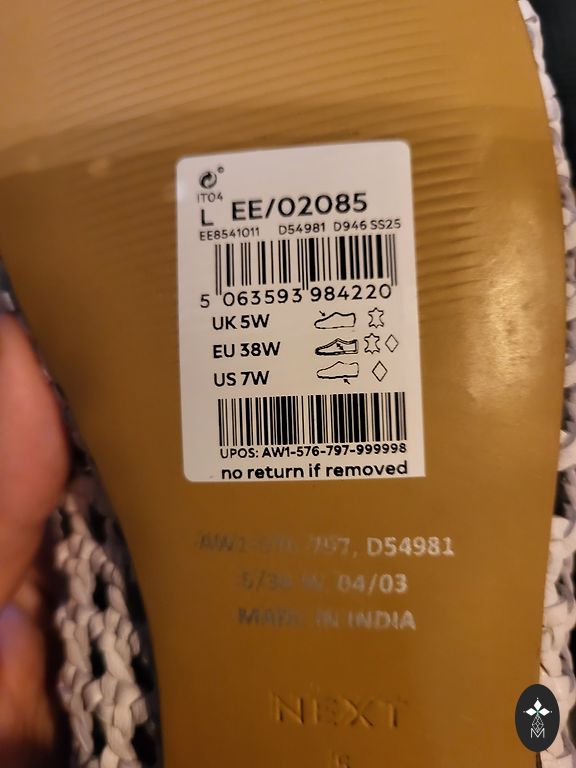 IT04
L EE/02085
EE8541011 D54981 D946 SS25
5 063593 984220
UK 5W
EU 38W
US 7W
UPOS: AW1-576-797-999998
no return if removed
AW1-576-797, D54981
5/38 W, 04/03
MADE IN INDIA
NEXT
M